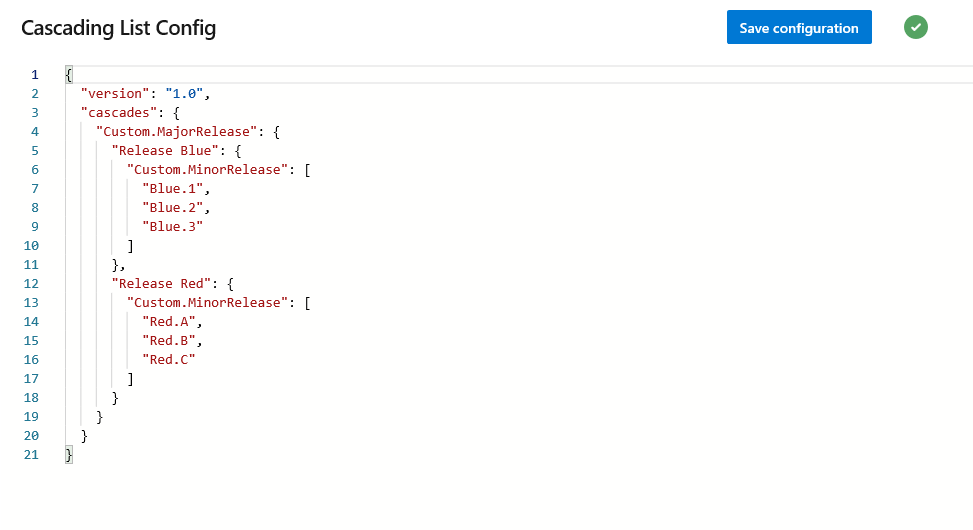 Cascading List Config
Save configuration
1 {
2   "version": "1.0",
3   "cascades": {
4     "Custom.MajorRelease": {
5       "Release Blue": {
6         "Custom.MinorRelease": [
7           "Blue.1",
8           "Blue.2",
9           "Blue.3"
10         ]
11       },
12       "Release Red": {
13         "Custom.MinorRelease": [
14           "Red.A",
15           "Red.B",
16           "Red.C"
17         ]
18       }
19     }
20   }
21 }